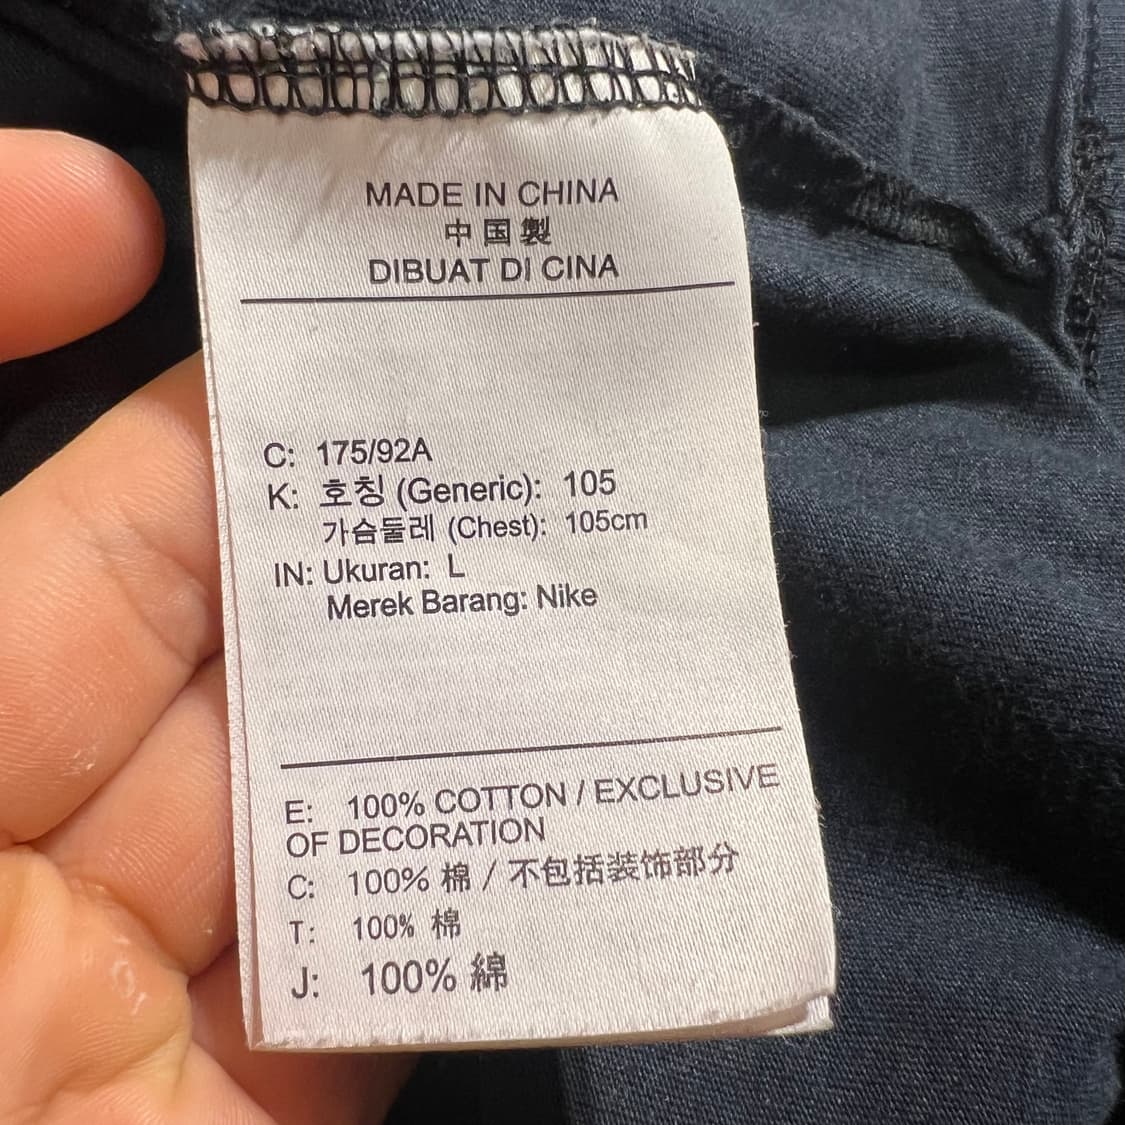 MADE IN CHINA
中国製
DIBUAT DI CINA
C: 175/92A
K: 호칭 (Generic): 105
가슴둘레 (Chest): 105cm
IN: Ukuran: L
Merek Barang: Nike
E: 100% COTTON / EXCLUSIVE
OF DECORATION
C: 100% 棉 / 不包括装饰部分
T: 100% 棉
J: 100% 綿